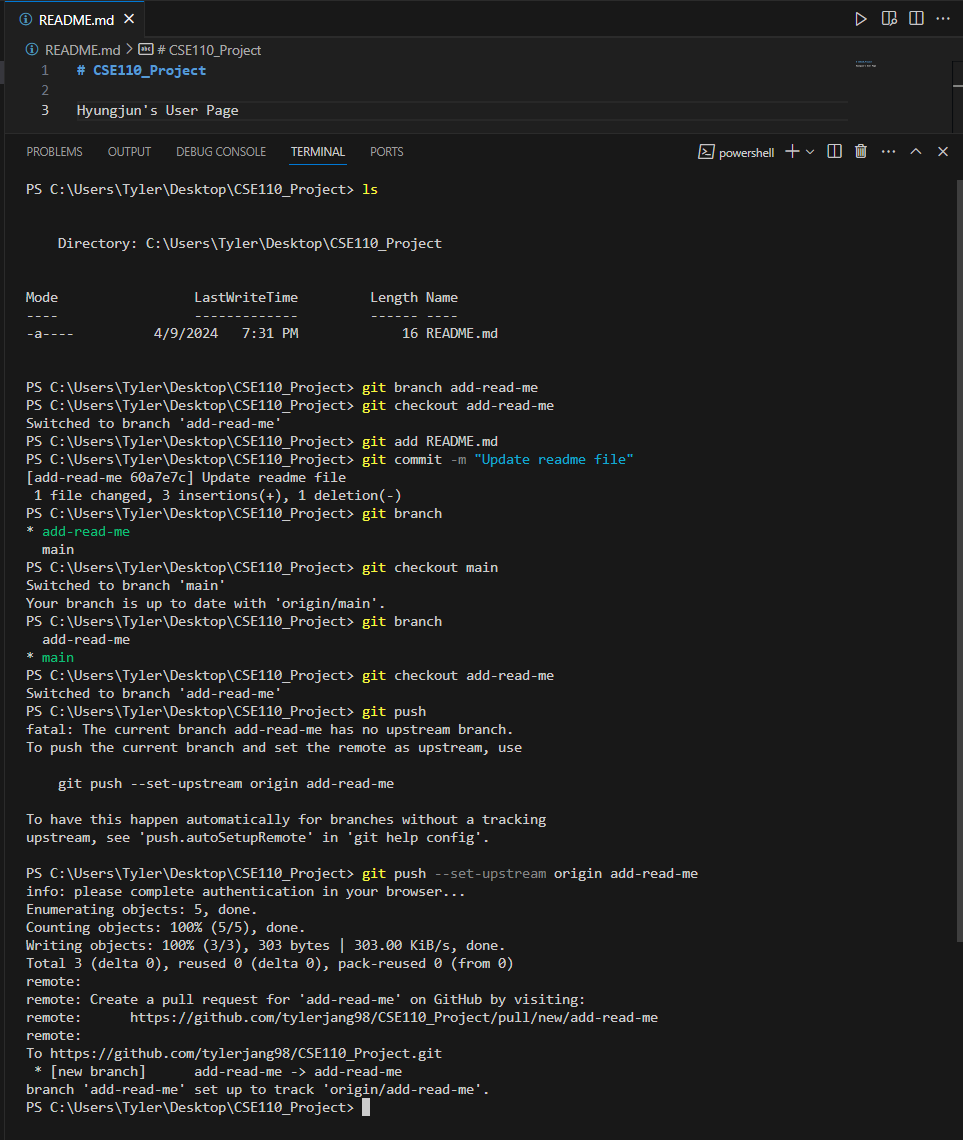 README.md
README.md > # CSE110_Project
1 # CSE110_Project
2
3 Hyungjun's User Page
PROBLEMS OUTPUT DEBUG CONSOLE TERMINAL PORTS powershell
PS C:\Users\Tyler\Desktop\CSE110_Project> ls
Directory: C:\Users\Tyler\Desktop\CSE110_Project
Mode LastWriteTime Length Name
---- ------------- ------ ----
-a---- 4/9/2024 7:31 PM 16 README.md
PS C:\Users\Tyler\Desktop\CSE110_Project> git branch add-read-me
PS C:\Users\Tyler\Desktop\CSE110_Project> git checkout add-read-me
Switched to branch 'add-read-me'
PS C:\Users\Tyler\Desktop\CSE110_Project> git add README.md
PS C:\Users\Tyler\Desktop\CSE110_Project> git commit -m "Update readme file"
[add-read-me 60a7e7c] Update readme file
1 file changed, 3 insertions(+), 1 deletion(-)
PS C:\Users\Tyler\Desktop\CSE110_Project> git branch
* add-read-me
main
PS C:\Users\Tyler\Desktop\CSE110_Project> git checkout main
Switched to branch 'main'
Your branch is up to date with 'origin/main'.
PS C:\Users\Tyler\Desktop\CSE110_Project> git branch
add-read-me
* main
PS C:\Users\Tyler\Desktop\CSE110_Project> git checkout add-read-me
Switched to branch 'add-read-me'
PS C:\Users\Tyler\Desktop\CSE110_Project> git push
fatal: The current branch add-read-me has no upstream branch.
To push the current branch and set the remote as upstream, use
git push --set-upstream origin add-read-me
To have this happen automatically for branches without a tracking
upstream, see 'push.autoSetupRemote' in 'git help config'.
PS C:\Users\Tyler\Desktop\CSE110_Project> git push --set-upstream origin add-read-me
info: please complete authentication in your browser...
Enumerating objects: 5, done.
Counting objects: 100% (5/5), done.
Writing objects: 100% (3/3), 303 bytes | 303.00 KiB/s, done.
Total 3 (delta 0), reused 0 (delta 0), pack-reused 0 (from 0)
remote:
remote: Create a pull request for 'add-read-me' on GitHub by visiting:
remote: https://github.com/tylerjang98/CSE110_Project/pull/new/add-read-me
remote:
To https://github.com/tylerjang98/CSE110_Project.git
* [new branch] add-read-me -> add-read-me
branch 'add-read-me' set up to track 'origin/add-read-me'.
PS C:\Users\Tyler\Desktop\CSE110_Project>